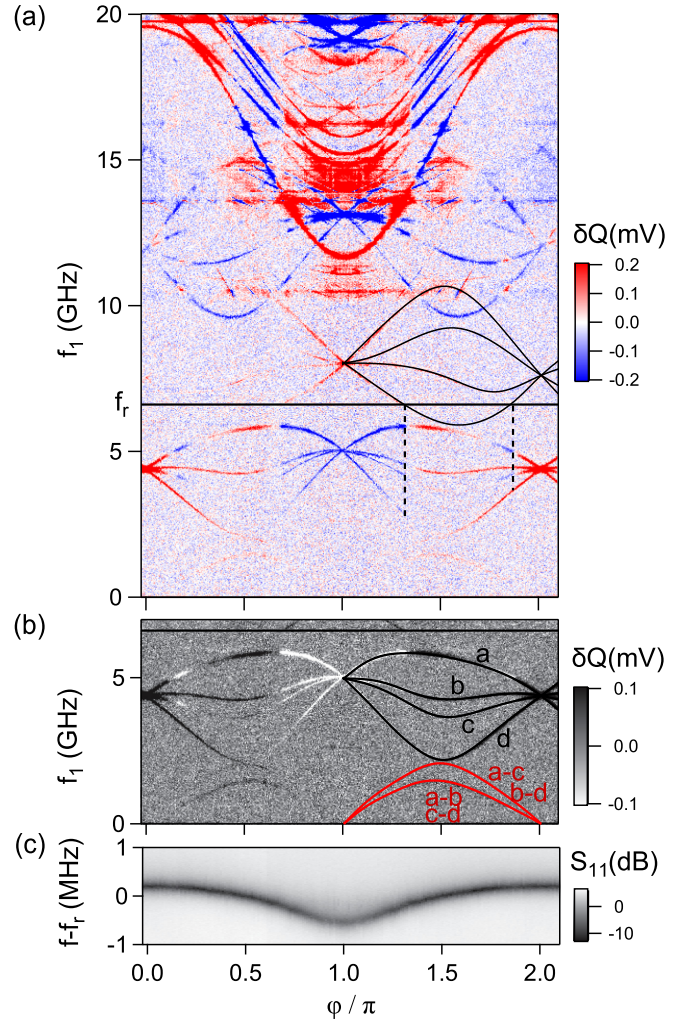 (a)
20
15
10
f_r
5
0
f₁ (GHz)
δQ(mV)
0.2
0.1
0.0
-0.1
-0.2
(b)
5
0
f₁ (GHz)
a
b
c
d
a-c
b-d
a-b
c-d
δQ(mV)
0.1
0.0
-0.1
(c)
1
0
-1
f-f_r (MHz)
S₁₁(dB)
0
-10
0.0
0.5
1.0
1.5
2.0
φ / π